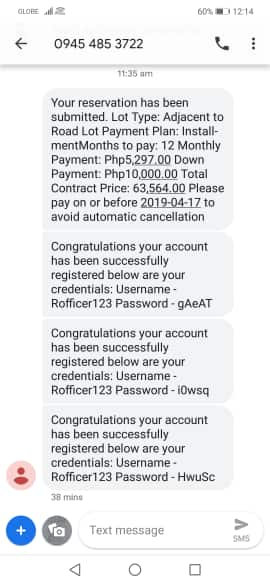 GLOBE 60% 12:14
0945 485 3722
11:35 am
Your reservation has been
submitted. Lot Type: Adjacent to
Road Lot Payment Plan: Install-
mentMonths to pay: 12 Monthly
Payment: Php5,297.00 Down
Payment: Php10,000.00 Total
Contract Price: 63,564.00 Please
pay on or before 2019-04-17 to
avoid automatic cancellation
Congratulations your account
has been successfully
registered below are your
credentials: Username -
Rofficer123 Password - gAeAT
Congratulations your account
has been successfully
registered below are your
credentials: Username -
Rofficer123 Password - i0wsq
Congratulations your account
has been successfully
registered below are your
credentials: Username -
Rofficer123 Password - HwuSc
38 mins
Text message
SMS